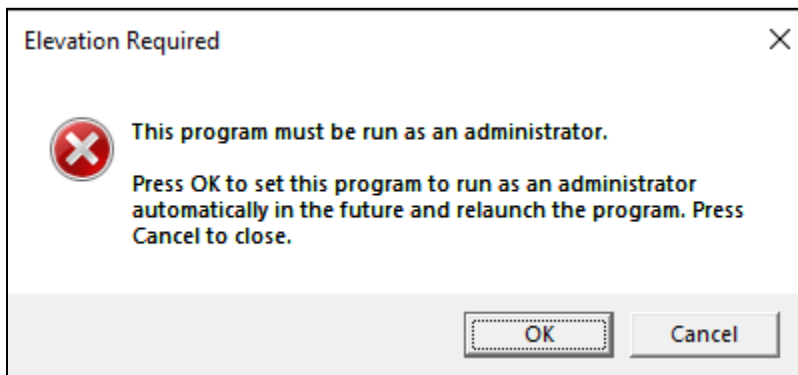 Elevation Required
This program must be run as an administrator.
Press OK to set this program to run as an administrator
automatically in the future and relaunch the program. Press
Cancel to close.
OK
Cancel